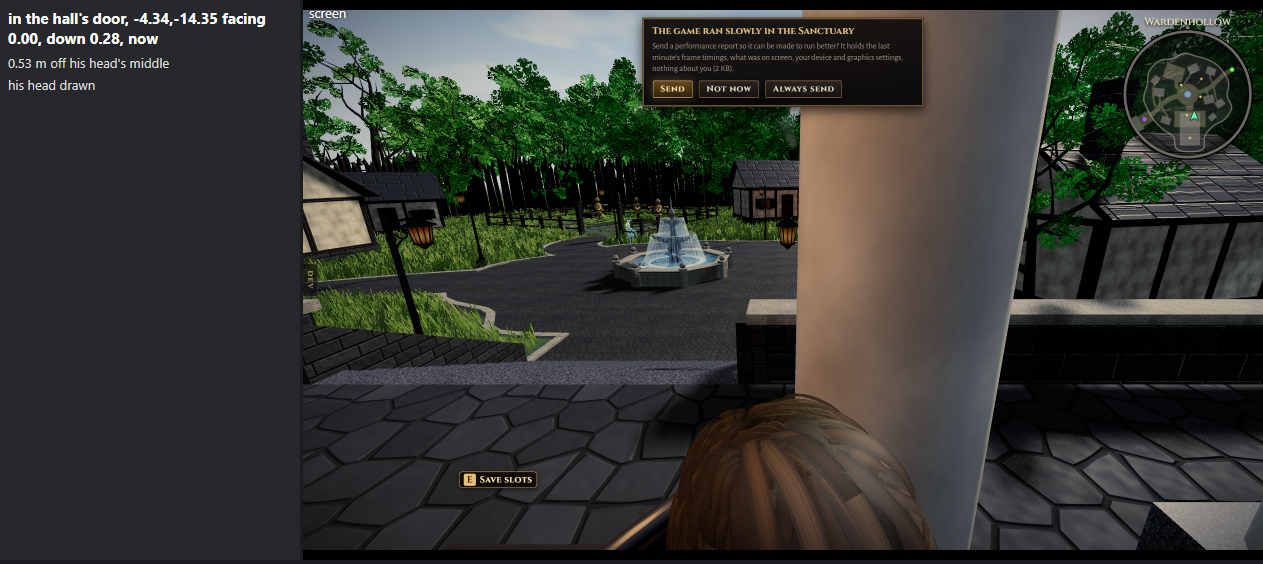 in the hall's door, -4.34,-14.35 facing
0.00, down 0.28, now
0.53 m off his head's middle
his head drawn
screen
The game ran slowly in the Sanctuary
Send a performance report so it can be made to run better? It holds the last
minute's frame timings, what was on screen, your device and graphics settings,
nothing about you (2 KB).
Send
Not now
Always send
Wardenhollow
DEV
E Save slots